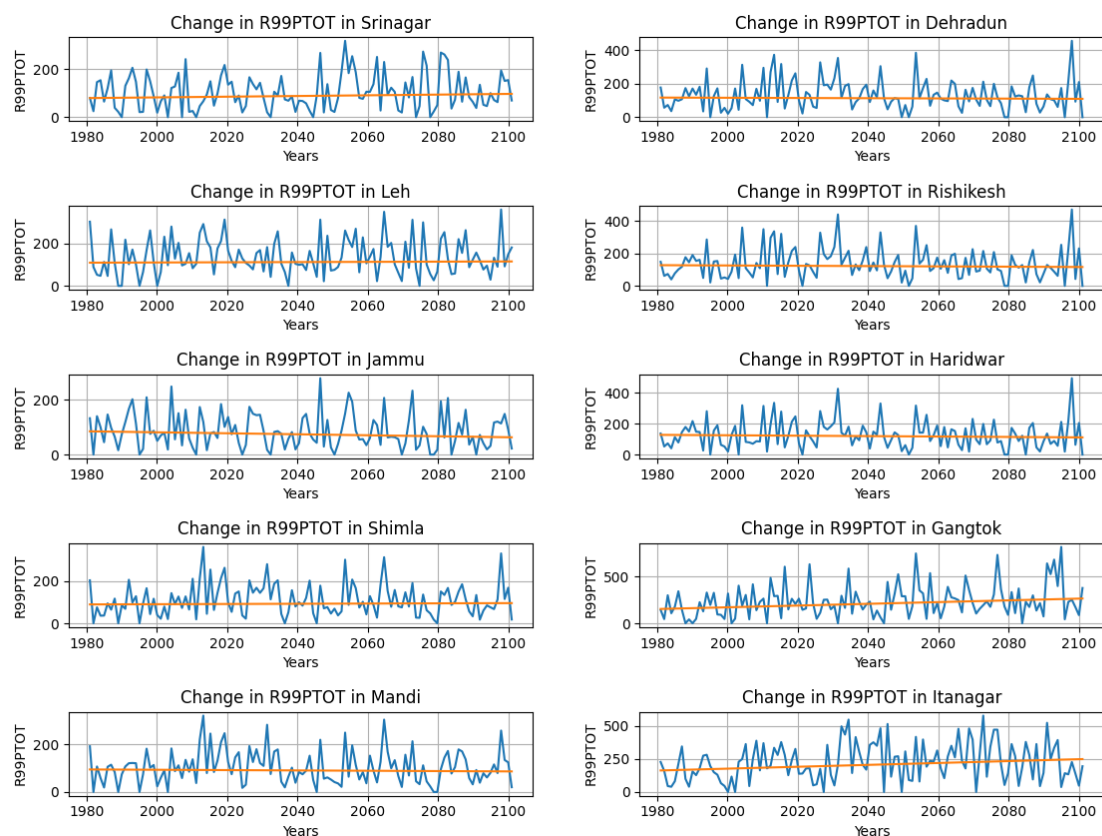 Change in R99PTOT in Srinagar
R99PTOT
200
0
1980 2000 2020 2040 2060 2080 2100
Years
Change in R99PTOT in Dehradun
R99PTOT
400
200
0
1980 2000 2020 2040 2060 2080 2100
Years
Change in R99PTOT in Leh
R99PTOT
200
0
1980 2000 2020 2040 2060 2080 2100
Years
Change in R99PTOT in Rishikesh
R99PTOT
400
200
0
1980 2000 2020 2040 2060 2080 2100
Years
Change in R99PTOT in Jammu
R99PTOT
200
0
1980 2000 2020 2040 2060 2080 2100
Years
Change in R99PTOT in Haridwar
R99PTOT
400
200
0
1980 2000 2020 2040 2060 2080 2100
Years
Change in R99PTOT in Shimla
R99PTOT
200
0
1980 2000 2020 2040 2060 2080 2100
Years
Change in R99PTOT in Gangtok
R99PTOT
500
0
1980 2000 2020 2040 2060 2080 2100
Years
Change in R99PTOT in Mandi
R99PTOT
200
0
1980 2000 2020 2040 2060 2080 2100
Years
Change in R99PTOT in Itanagar
R99PTOT
500
250
0
1980 2000 2020 2040 2060 2080 2100
Years